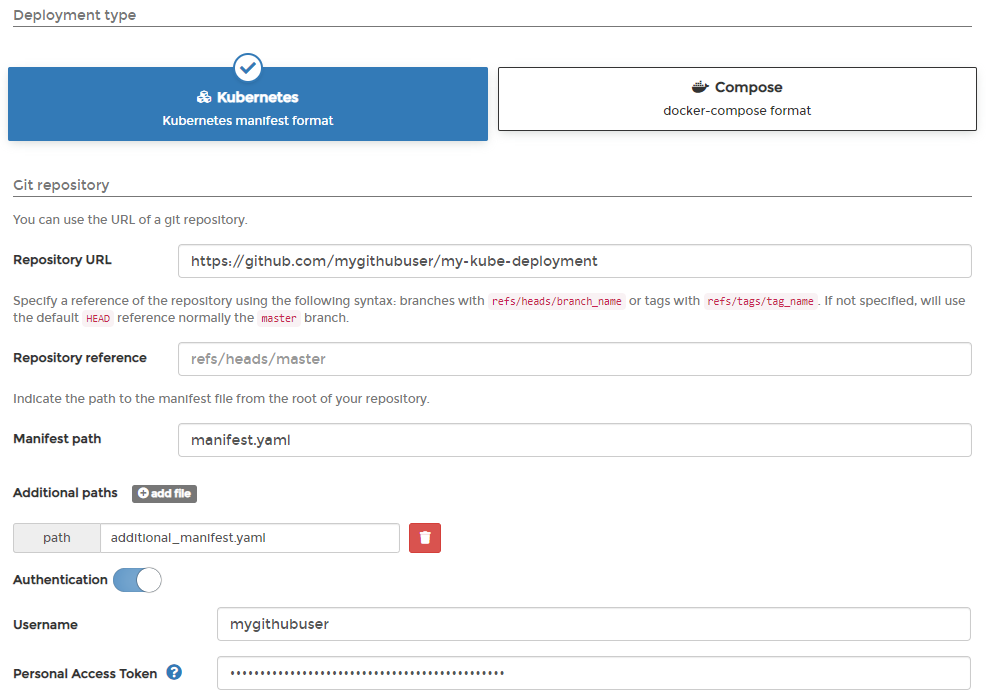 Deployment type
Kubernetes
Kubernetes manifest format
Compose
docker-compose format
Git repository
You can use the URL of a git repository.
Repository URL
https://github.com/mygithubuser/my-kube-deployment
Specify a reference of the repository using the following syntax: branches with refs/heads/branch_name or tags with refs/tags/tag_name. If not specified, will use
the default HEAD reference normally the master branch.
Repository reference
refs/heads/master
Indicate the path to the manifest file from the root of your repository.
Manifest path
manifest.yaml
Additional paths
add file
path
additional_manifest.yaml
Authentication
Username
mygithubuser
Personal Access Token